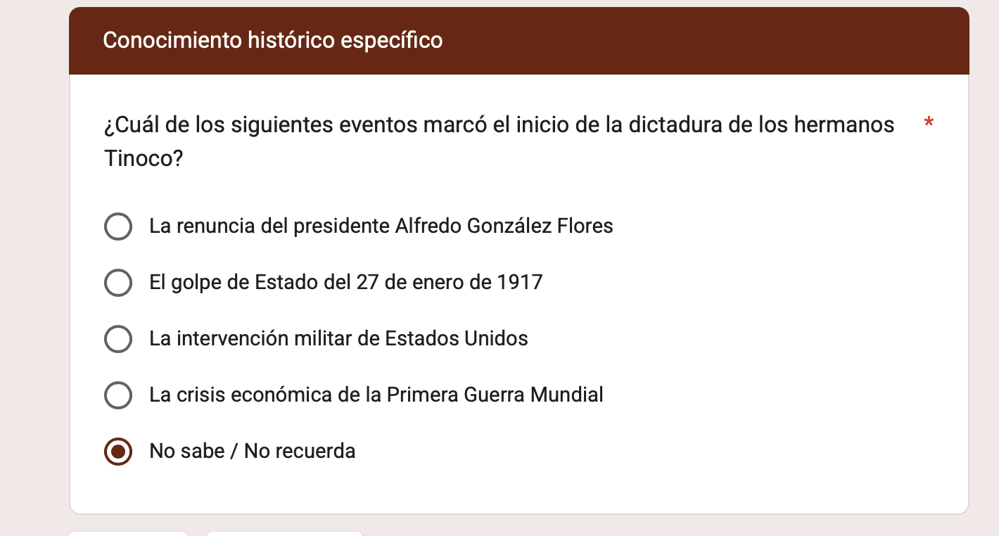 Conocimiento histórico específico
¿Cuál de los siguientes eventos marcó el inicio de la dictadura de los hermanos *
Tinoco?
La renuncia del presidente Alfredo González Flores
El golpe de Estado del 27 de enero de 1917
La intervención militar de Estados Unidos
La crisis económica de la Primera Guerra Mundial
No sabe / No recuerda